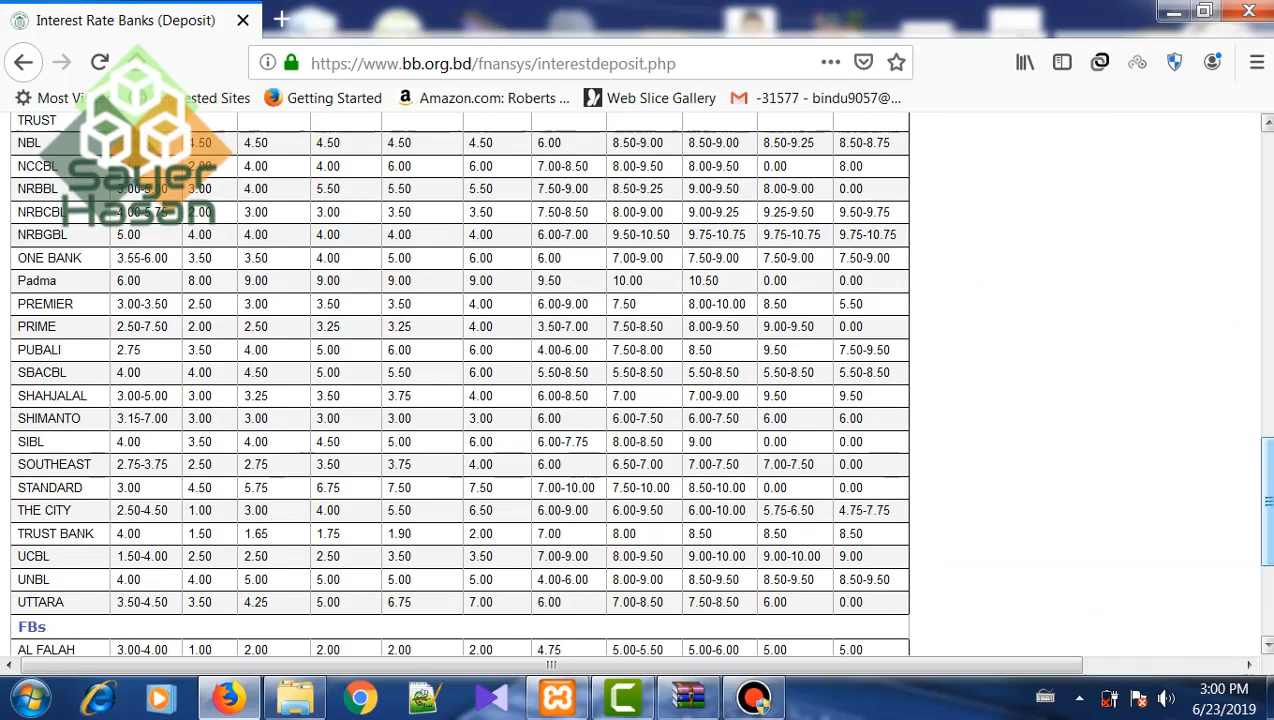 Interest Rate Banks (Deposit)
https://www.bb.org.bd/fnansys/interestdeposit.php
Most Vi
ested Sites
Getting Started
Amazon.com: Roberts ...
Web Slice Gallery
-31577 - bindu9057@...
Sayer
Hasan
TRUST
NBL 4.50 4.50 4.50 4.50 4.50 6.00 8.50-9.00 8.50-9.00 8.50-9.25 8.50-8.75
NCCBL 2.00 4.00 4.00 6.00 6.00 7.00-8.50 8.00-9.50 8.00-9.50 0.00 8.00
NRBBL 3.00 4.00 5.50 5.50 5.50 7.50-9.00 8.50-9.25 9.00-9.50 8.00-9.00 0.00
NRBCBL 4.00-5.75 2.00 3.00 3.00 3.50 3.50 7.50-8.50 8.00-9.00 9.00-9.25 9.25-9.50 9.50-9.75
NRBGBL 5.00 4.00 4.00 4.00 4.00 4.00 6.00-7.00 9.50-10.50 9.75-10.75 9.75-10.75 9.75-10.75
ONE BANK 3.55-6.00 3.50 3.50 4.00 5.00 6.00 6.00 7.00-9.00 7.50-9.00 7.50-9.00 7.50-9.00
Padma 6.00 8.00 9.00 9.00 9.00 9.00 9.50 10.00 10.50 0.00 0.00
PREMIER 3.00-3.50 2.50 3.00 3.50 3.50 4.00 6.00-9.00 7.50 8.00-10.00 8.50 5.50
PRIME 2.50-7.50 2.00 2.50 3.25 3.25 4.00 3.50-7.00 7.50-8.50 8.00-9.50 9.00-9.50 0.00
PUBALI 2.75 3.50 4.00 5.00 6.00 6.00 4.00-6.00 7.50-8.00 8.50 9.50 7.50-9.50
SBACBL 4.00 4.00 4.50 5.00 5.50 6.00 5.50-8.50 5.50-8.50 5.50-8.50 5.50-8.50 5.50-8.50
SHAHJALAL 3.00-5.00 3.00 3.25 3.50 3.75 4.00 6.00-8.50 7.00 7.00-9.00 9.50 9.50
SHIMANTO 3.15-7.00 3.00 3.00 3.00 3.00 3.00 6.00 6.00-7.50 6.00-7.50 6.00 6.00
SIBL 4.00 3.50 4.00 4.50 5.00 6.00 6.00-7.75 8.00-8.50 9.00 0.00 0.00
SOUTHEAST 2.75-3.75 2.50 2.75 3.50 3.75 4.00 6.00 6.50-7.00 7.00-7.50 7.00-7.50 0.00
STANDARD 3.00 4.50 5.75 6.75 7.50 7.50 7.00-10.00 7.50-10.00 8.50-10.00 0.00 0.00
THE CITY 2.50-4.50 1.00 3.00 4.00 5.50 6.50 6.00-9.00 6.00-9.50 6.00-10.00 5.75-6.50 4.75-7.75
TRUST BANK 4.00 1.50 1.65 1.75 1.90 2.00 7.00 8.00 8.50 8.50 8.50
UCBL 1.50-4.00 2.50 2.50 2.50 3.50 3.50 7.00-9.00 8.00-9.50 9.00-10.00 9.00-10.00 9.00
UNBL 4.00 4.00 5.00 5.00 5.00 5.00 4.00-6.00 8.00-9.00 8.50-9.50 8.50-9.50 8.50-9.50
UTTARA 3.50-4.50 3.50 4.25 5.00 6.75 7.00 6.00 7.00-8.50 7.50-8.50 6.00 0.00
FBs
AL FALAH 3.00-4.00 1.00 2.00 2.00 2.00 2.00 4.75 5.00-5.50 5.00-6.00 5.00 5.00
3:00 PM
6/23/2019